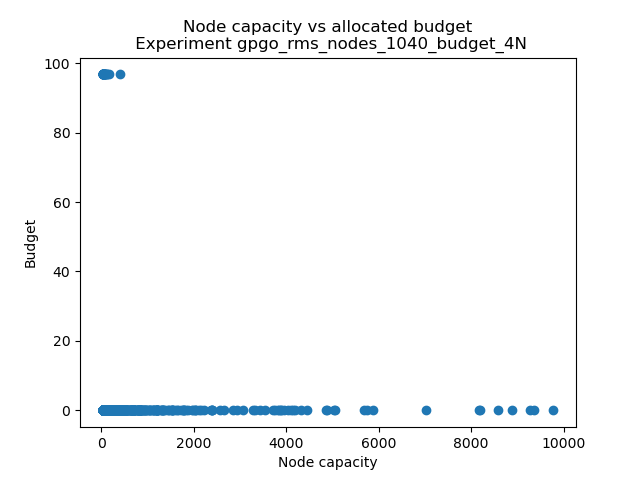 Node capacity vs allocated budget
Experiment gpgo_rms_nodes_1040_budget_4N
100
80
60
40
20
0
Budget
0 2000 4000 6000 8000 10000
Node capacity